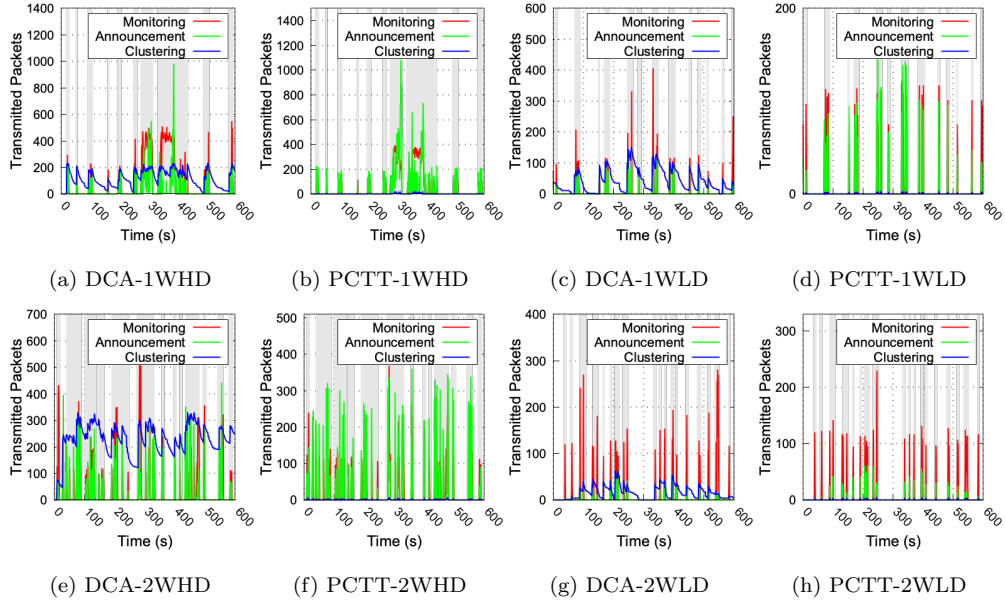 1400
1200
1000
800
600
400
200
0
Transmitted Packets
Monitoring
Announcement
Clustering
0 100 200 300 400 500 600
Time (s)
(a) DCA-1WHD
1400
1200
1000
800
600
400
200
0
Transmitted Packets
Monitoring
Announcement
Clustering
0 100 200 300 400 500 600
Time (s)
(b) PCTT-1WHD
600
500
400
300
200
100
0
Transmitted Packets
Monitoring
Announcement
Clustering
0 100 200 300 400 500 600
Time (s)
(c) DCA-1WLD
200
100
0
Transmitted Packets
Monitoring
Announcement
Clustering
0 100 200 300 400 500 600
Time (s)
(d) PCTT-1WLD
700
600
500
400
300
200
100
0
Transmitted Packets
Monitoring
Announcement
Clustering
0 100 200 300 400 500 600
Time (s)
(e) DCA-2WHD
500
400
300
200
100
0
Transmitted Packets
Monitoring
Announcement
Clustering
0 100 200 300 400 500 600
Time (s)
(f) PCTT-2WHD
400
300
200
100
0
Transmitted Packets
Monitoring
Announcement
Clustering
0 100 200 300 400 500 600
Time (s)
(g) DCA-2WLD
300
200
100
0
Transmitted Packets
Monitoring
Announcement
Clustering
0 100 200 300 400 500 600
Time (s)
(h) PCTT-2WLD